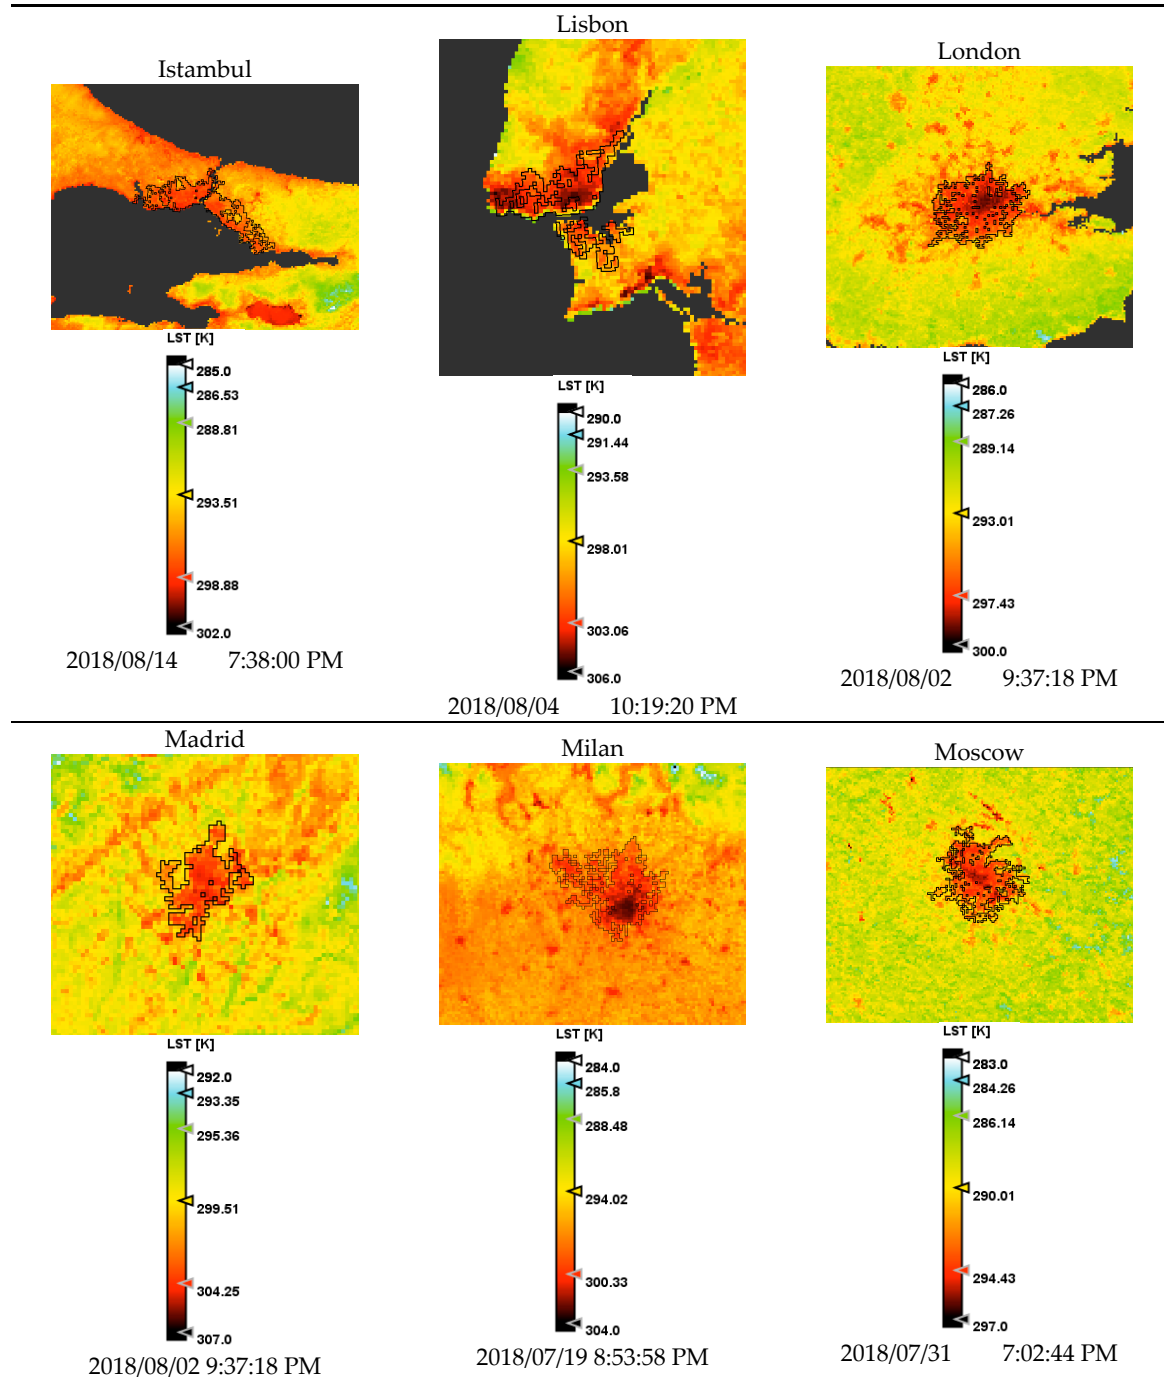 Istambul
LST [K]
285.0
286.53
288.81
293.51
298.88
302.0
2018/08/14 7:38:00 PM
Lisbon
LST [K]
290.0
291.44
293.58
298.01
303.06
306.0
2018/08/04 10:19:20 PM
London
LST [K]
286.0
287.26
289.14
293.01
297.43
300.0
2018/08/02 9:37:18 PM
Madrid
LST [K]
292.0
293.35
295.36
299.51
304.25
307.0
2018/08/02 9:37:18 PM
Milan
LST [K]
284.0
285.8
288.48
294.02
300.33
304.0
2018/07/19 8:53:58 PM
Moscow
LST [K]
283.0
284.26
286.14
290.01
294.43
297.0
2018/07/31 7:02:44 PM